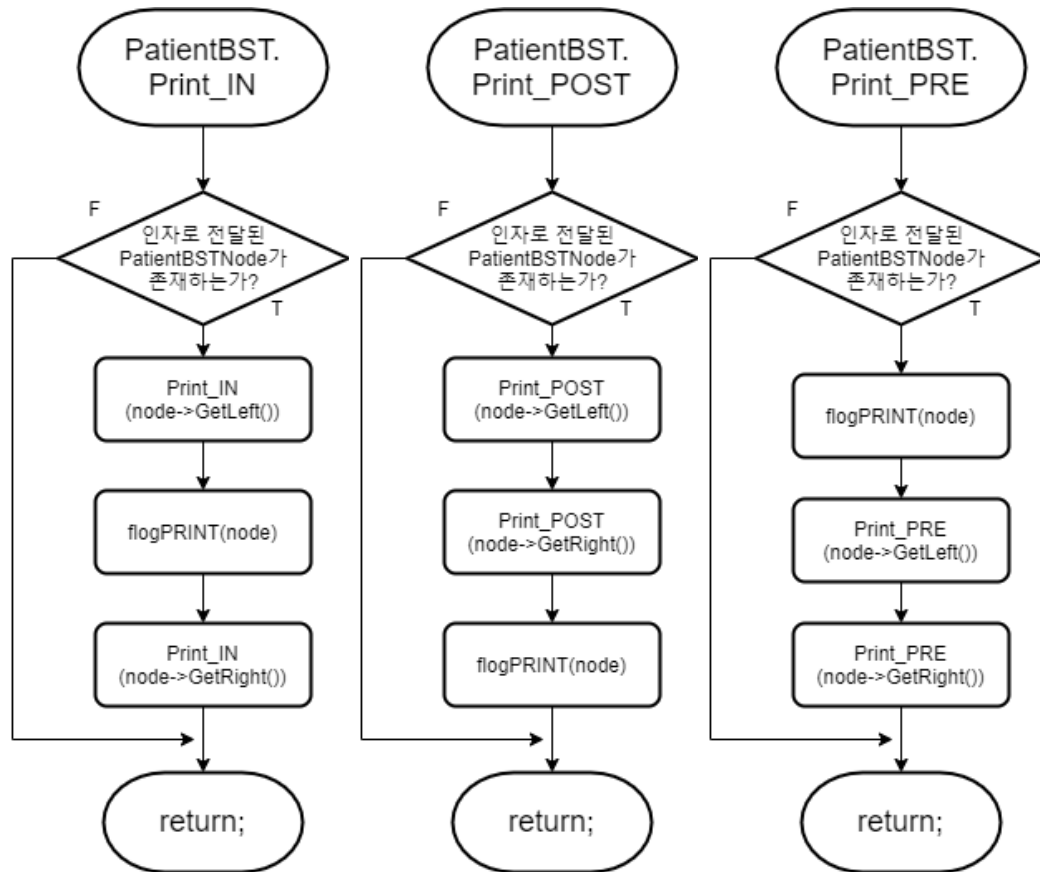 PatientBST.
Print_IN
F
인자로 전달된
PatientBSTNode가
존재하는가?
T
Print_IN
(node->GetLeft())
flogPRINT(node)
Print_IN
(node->GetRight())
return;
PatientBST.
Print_POST
F
인자로 전달된
PatientBSTNode가
존재하는가?
T
Print_POST
(node->GetLeft())
Print_POST
(node->GetRight())
flogPRINT(node)
return;
PatientBST.
Print_PRE
F
인자로 전달된
PatientBSTNode가
존재하는가?
T
flogPRINT(node)
Print_PRE
(node->GetLeft())
Print_PRE
(node->GetRight())
return;